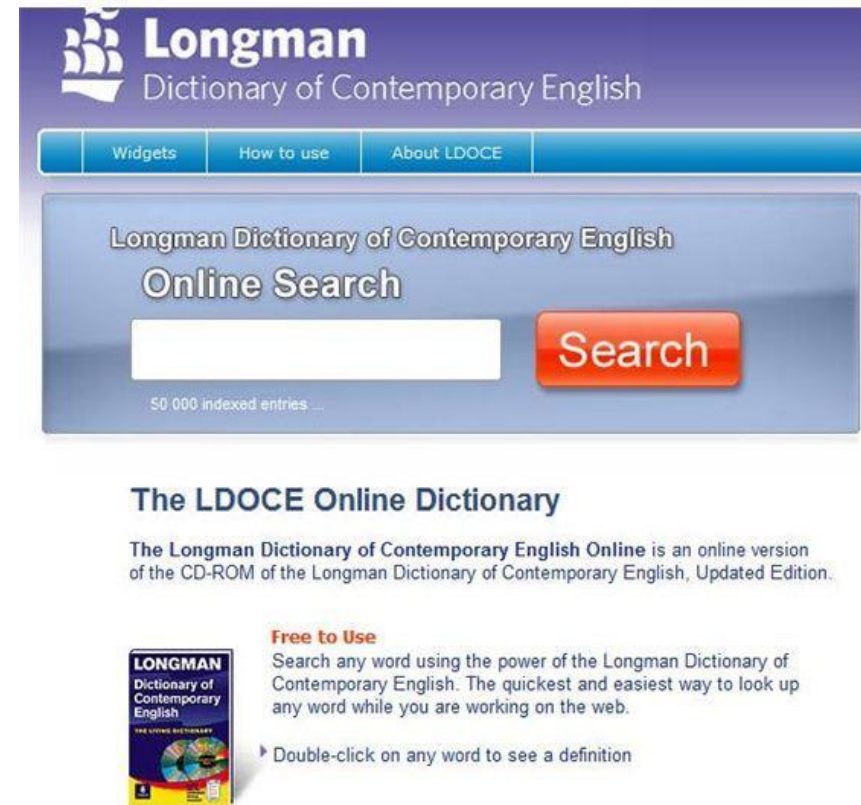 Longman
Dictionary of Contemporary English
Widgets How to use About LDOCE
Longman Dictionary of Contemporary English
Online Search
Search
50 000 indexed entries ...
The LDOCE Online Dictionary
The Longman Dictionary of Contemporary English Online is an online version
of the CD-ROM of the Longman Dictionary of Contemporary English, Updated Edition.
Free to Use
Search any word using the power of the Longman Dictionary of
Contemporary English. The quickest and easiest way to look up
any word while you are working on the web.
Double-click on any word to see a definition
LONGMAN
Dictionary of
Contemporary
English
THE LIVING DICTIONARY